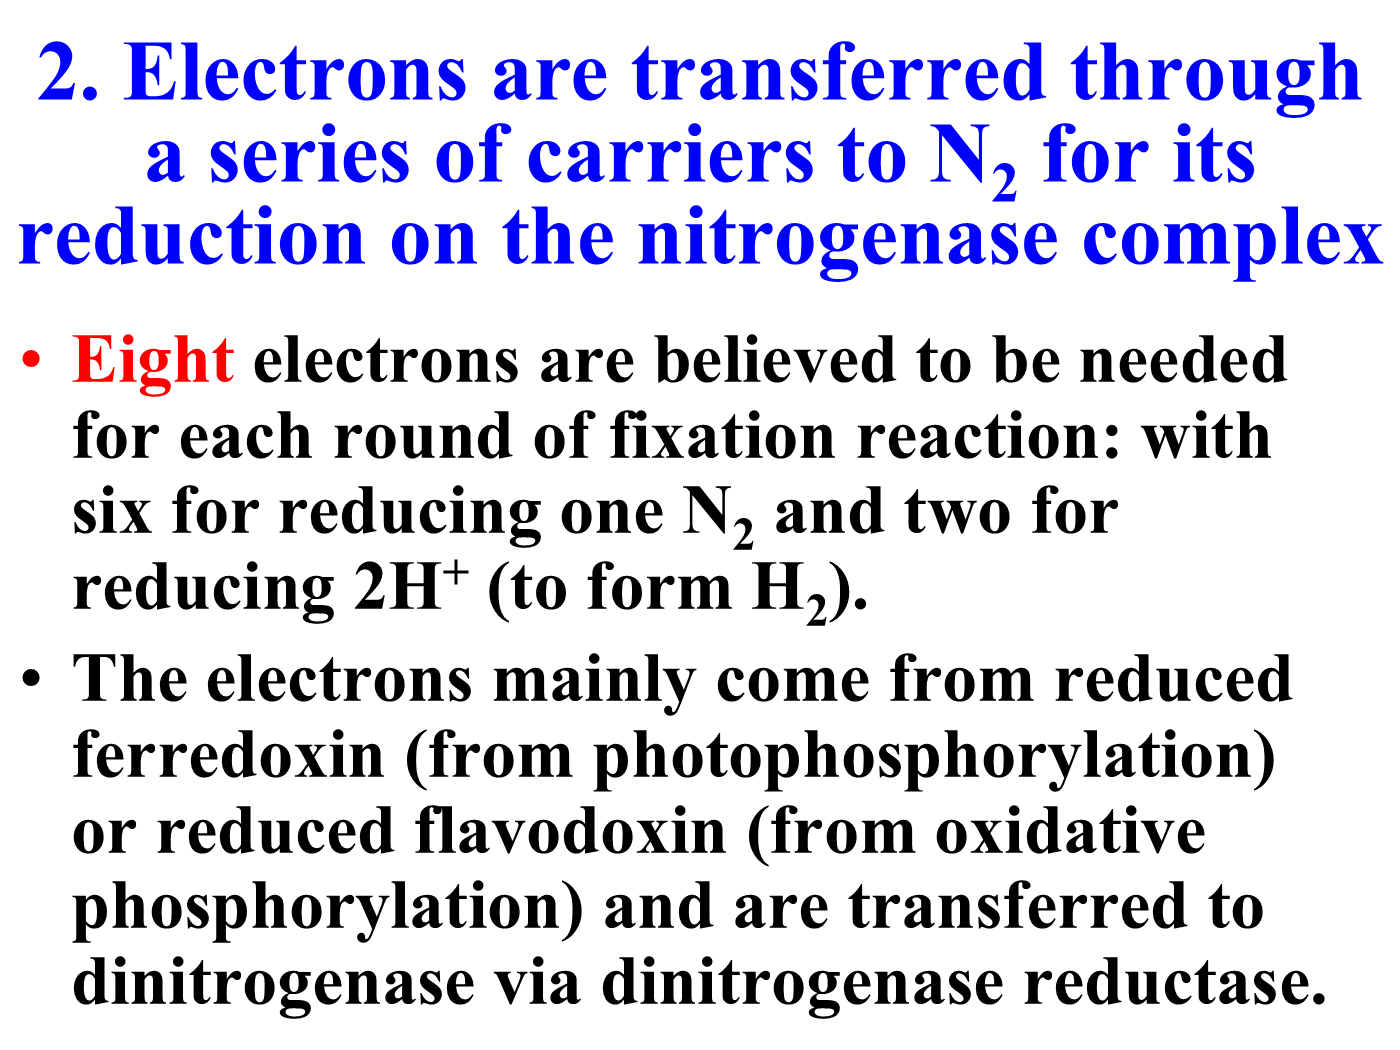 2. Electrons are transferred through
a series of carriers to N₂ for its
reduction on the nitrogenase complex
• Eight electrons are believed to be needed
for each round of fixation reaction: with
six for reducing one N₂ and two for
reducing 2H⁺ (to form H₂).
• The electrons mainly come from reduced
ferredoxin (from photophosphorylation)
or reduced flavodoxin (from oxidative
phosphorylation) and are transferred to
dinitrogenase via dinitrogenase reductase.